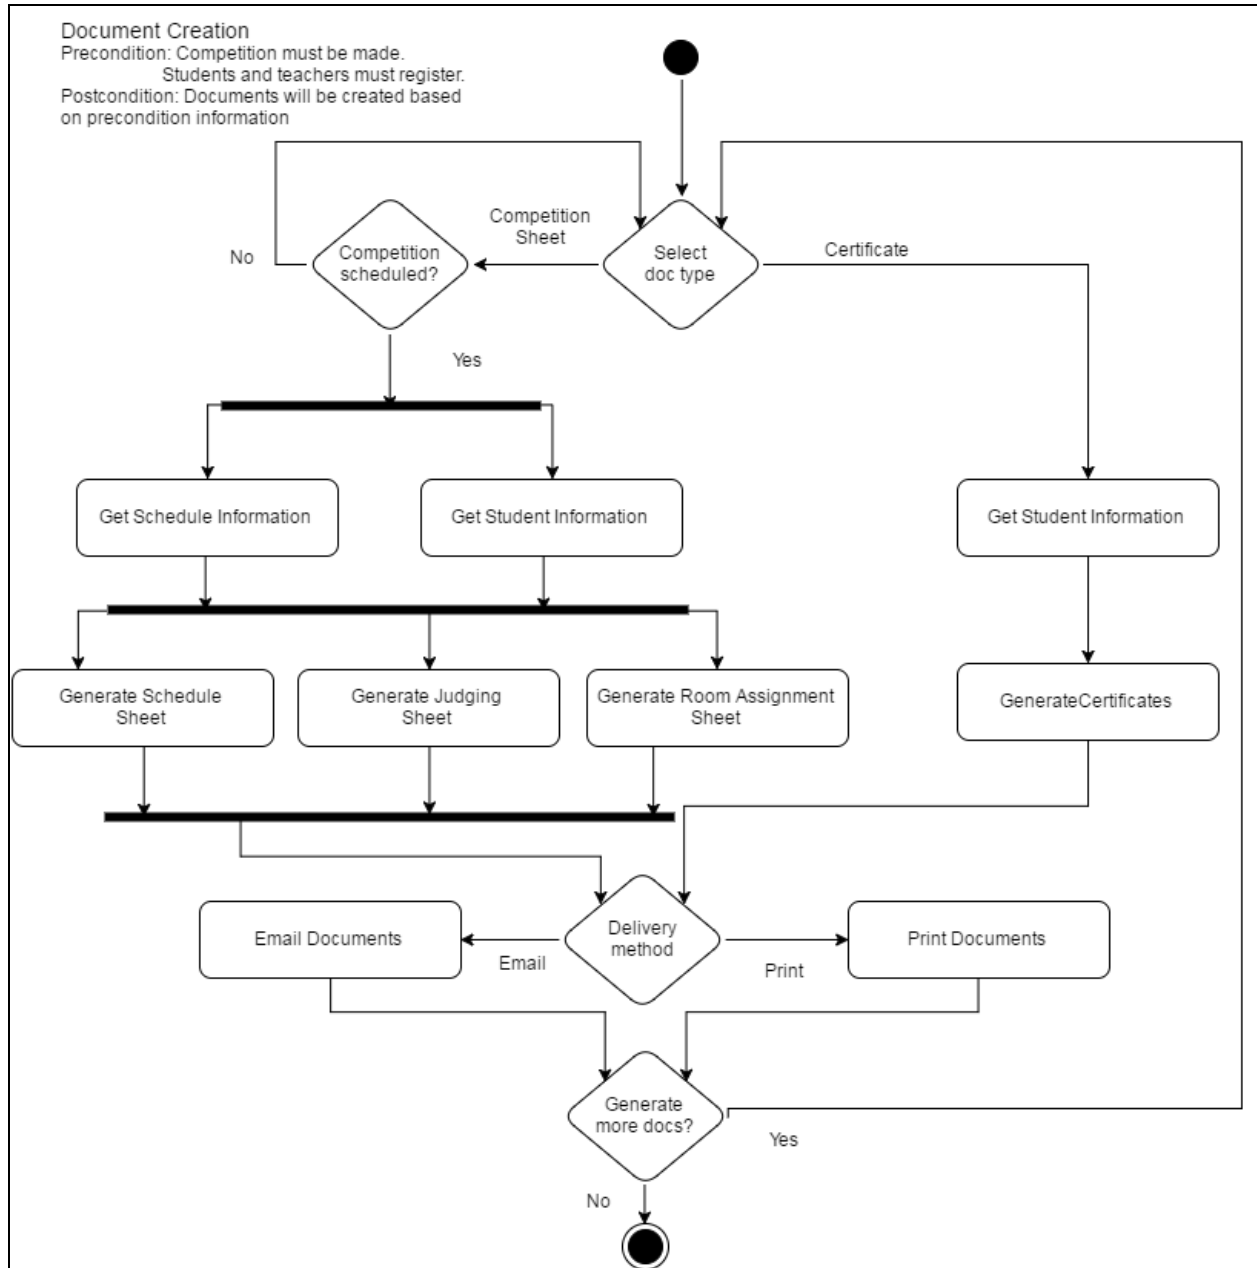 Document Creation
Precondition: Competition must be made.
Students and teachers must register.
Postcondition: Documents will be created based
on precondition information
Competition
Sheet
No
Competition
scheduled?
Select
doc type
Certificate
Yes
Get Schedule Information
Get Student Information
Get Student Information
Generate Schedule
Sheet
Generate Judging
Sheet
Generate Room Assignment
Sheet
GenerateCertificates
Email Documents
Delivery
method
Print Documents
Email
Print
Generate
more docs?
Yes
No